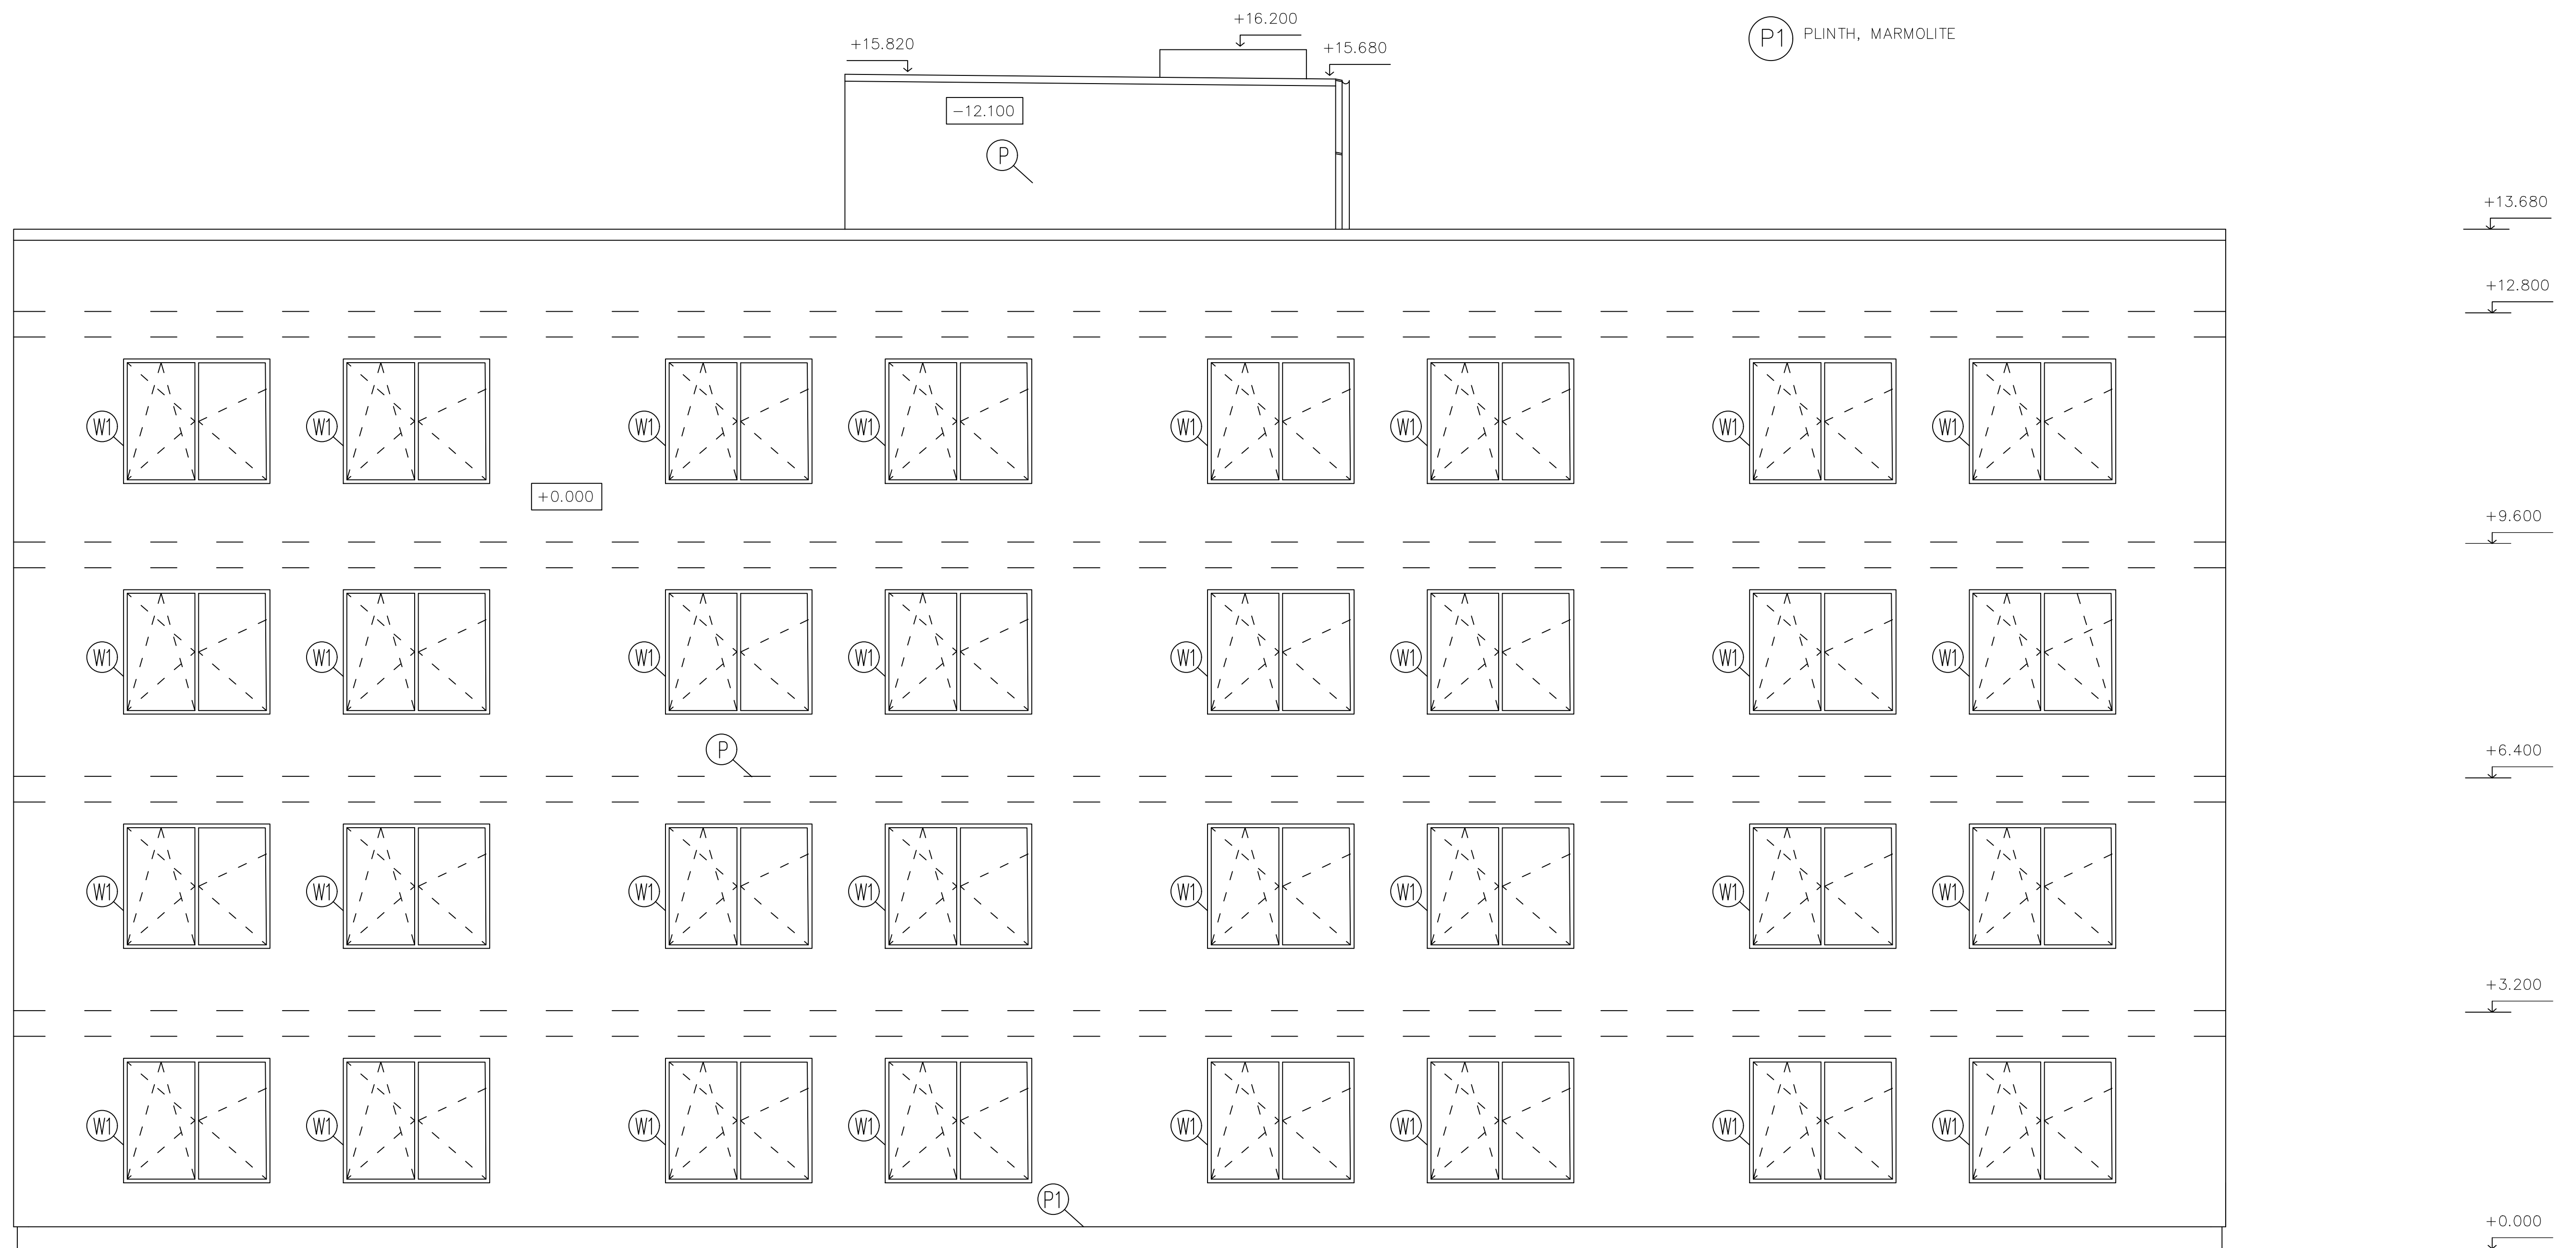 +16.200
P1 PLINTH, MARMOLITE
+15.820
+15.680
-12.100
P
+13.680
+12.800
W1 W1 W1 W1 W1 W1 W1 W1
+0.000
+9.600
W1 W1 W1 W1 W1 W1 W1 W1
P
+6.400
W1 W1 W1 W1 W1 W1 W1 W1
+3.200
W1 W1 W1 W1 W1 W1 W1 W1
P1
+0.000